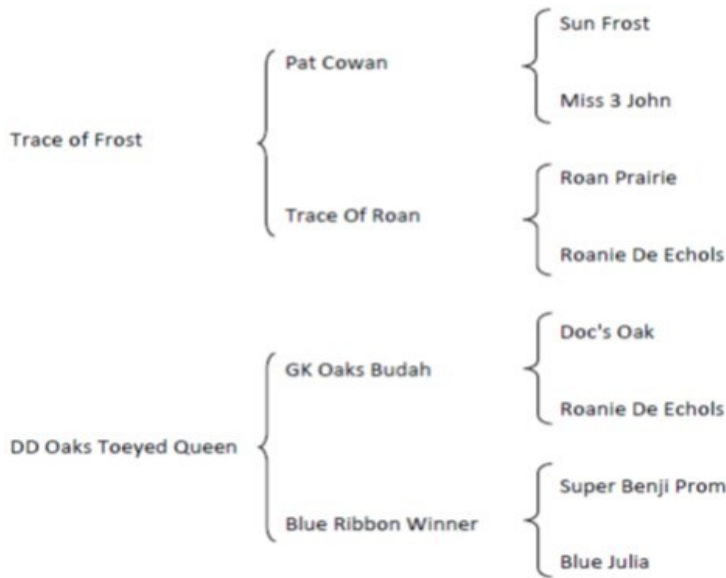 Sun Frost
Pat Cowan
Miss 3 John
Trace of Frost
Roan Prairie
Trace Of Roan
Roanie De Echols
Doc's Oak
GK Oaks Budah
Roanie De Echols
DD Oaks Toeyed Queen
Super Benji Prom
Blue Ribbon Winner
Blue Julia